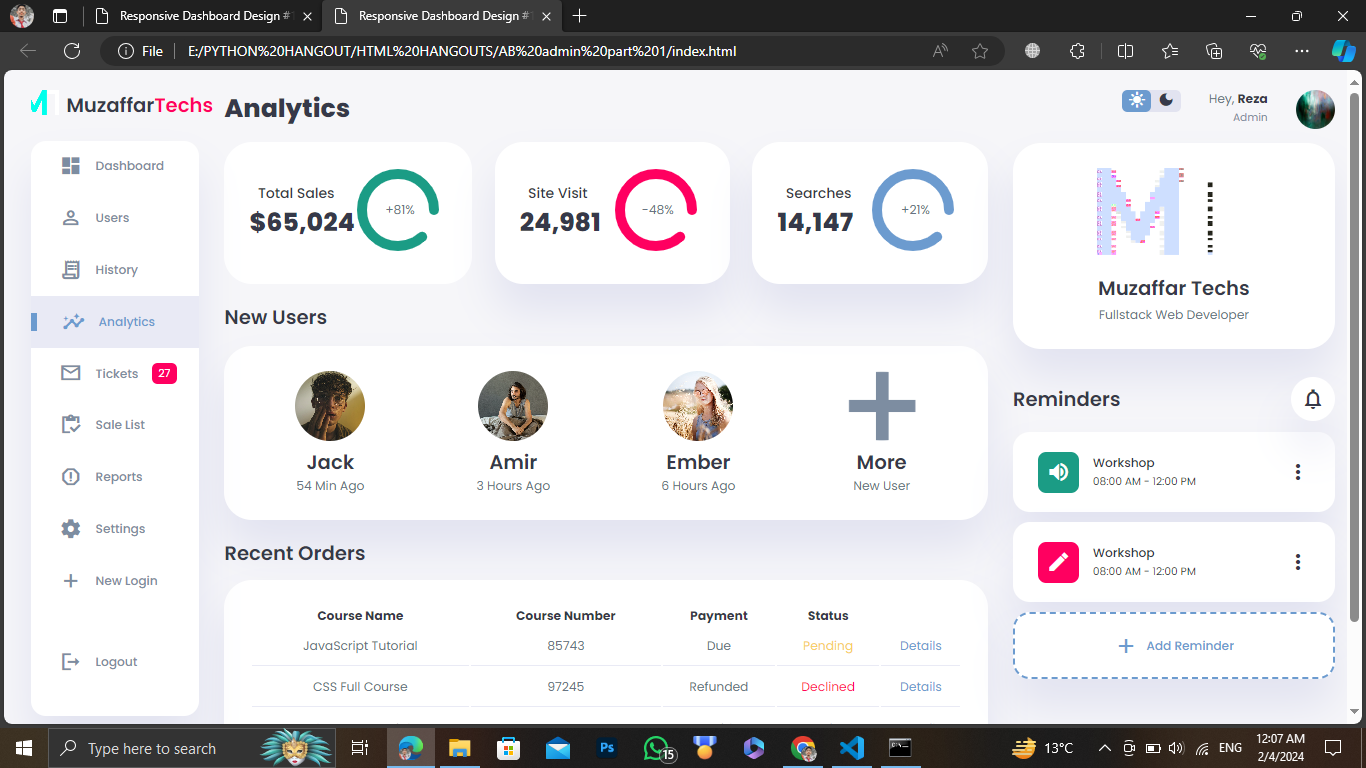 Responsive Dashboard Design #1
Responsive Dashboard Design #1
File
E:/PYTHON%20HANGOUT/HTML%20HANGOUTS/AB%20admin%20part%201/index.html
MuzaffarTechs
Dashboard
Users
History
Analytics
Tickets 27
Sale List
Reports
Settings
New Login
Logout
Analytics
Total Sales
$65,024
+81%
Site Visit
24,981
-48%
Searches
14,147
+21%
New Users
Jack
54 Min Ago
Amir
3 Hours Ago
Ember
6 Hours Ago
More
New User
Recent Orders
Course Name Course Number Payment Status
JavaScript Tutorial 85743 Due Pending Details
CSS Full Course 97245 Refunded Declined Details
Hey, Reza
Admin
M
Muzaffar Techs
Fullstack Web Developer
Reminders
Workshop
08:00 AM - 12:00 PM
Workshop
08:00 AM - 12:00 PM
Add Reminder
Type here to search
Ps
15
13°C
ENG
12:07 AM
2/4/2024